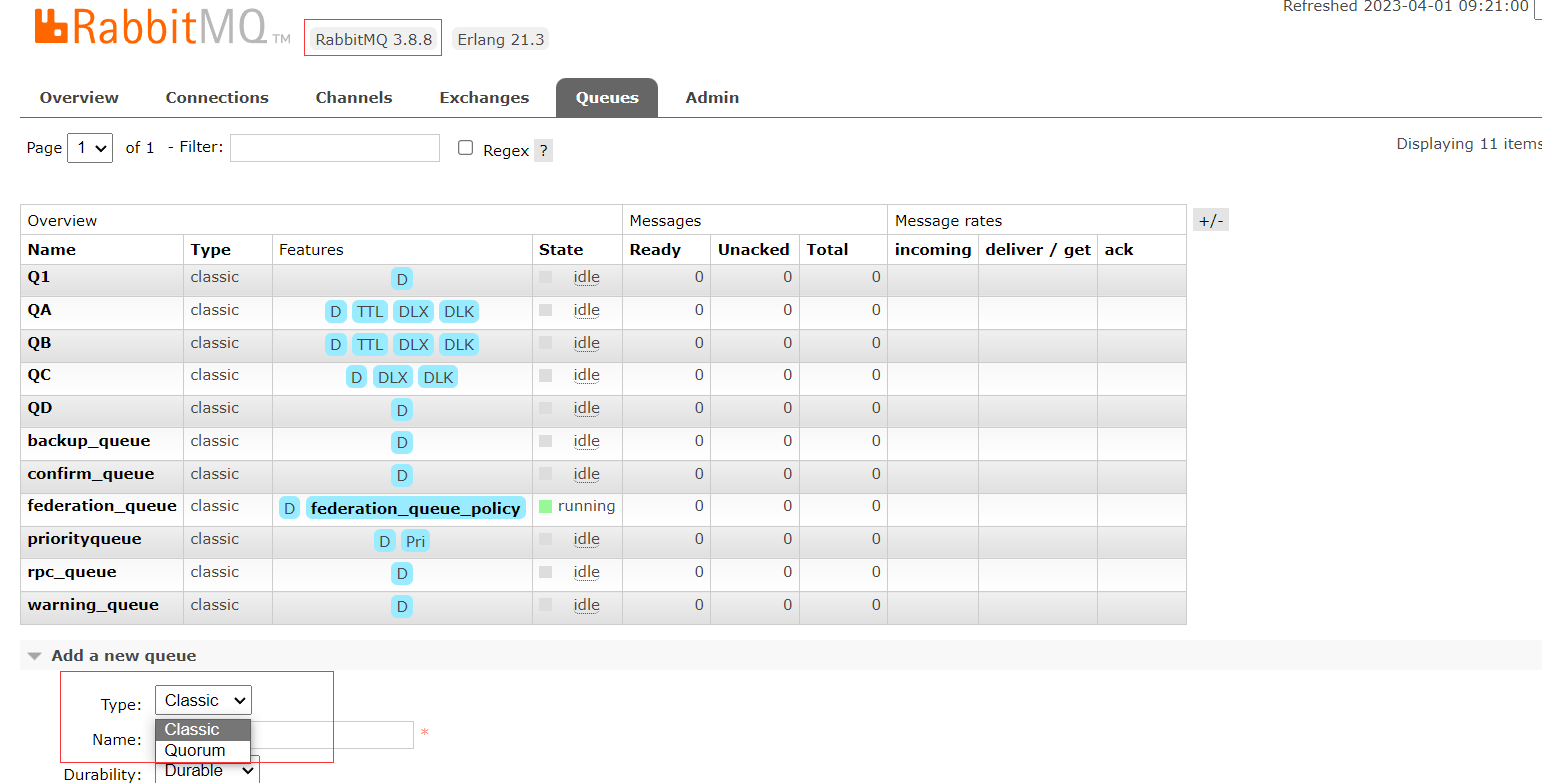 Refreshed 2023-04-01 09:21:00
RabbitMQ TM RabbitMQ 3.8.8 Erlang 21.3
Overview Connections Channels Exchanges Queues Admin
Page 1 of 1 - Filter: Regex ?
Displaying 11 items
Overview Messages Message rates +/-
Name Type Features State Ready Unacked Total incoming deliver / get ack
Q1 classic D idle 0 0 0
QA classic D TTL DLX DLK idle 0 0 0
QB classic D TTL DLX DLK idle 0 0 0
QC classic D DLX DLK idle 0 0 0
QD classic D idle 0 0 0
backup_queue classic D idle 0 0 0
confirm_queue classic D idle 0 0 0
federation_queue classic D federation_queue_policy running 0 0 0
priorityqueue classic D Pri idle 0 0 0
rpc_queue classic D idle 0 0 0
warning_queue classic D idle 0 0 0
Add a new queue
Type: Classic
Classic
Name: *
Quorum
Durability: Durable